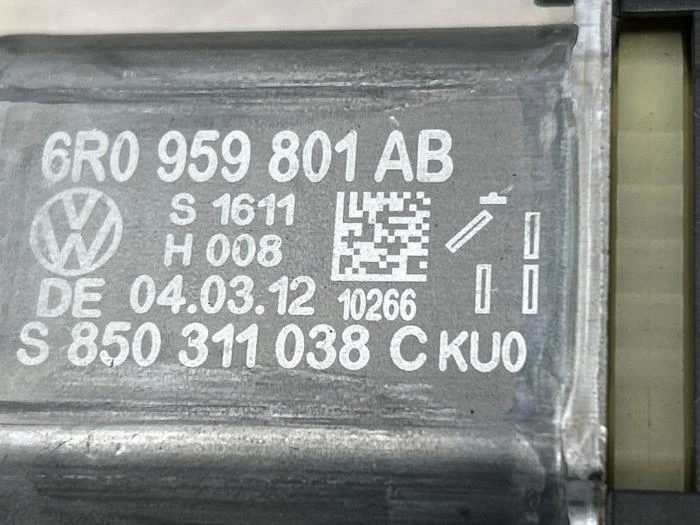 6R0 959 801 AB
S 1611
H 008
DE 04.03.12 10266
S 850 311 038 C KU0